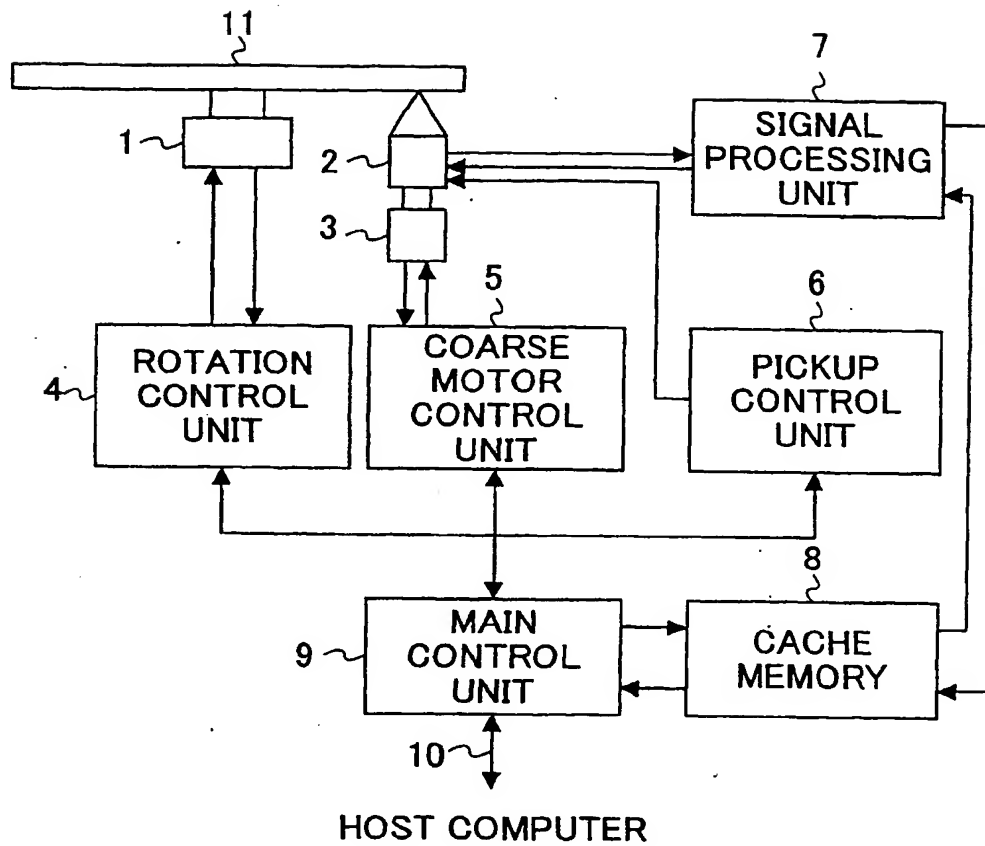 11
7
1
2
SIGNAL
PROCESSING
UNIT
3
5
6
4
ROTATION
CONTROL
UNIT
COARSE
MOTOR
CONTROL
UNIT
PICKUP
CONTROL
UNIT
8
9
MAIN
CONTROL
UNIT
CACHE
MEMORY
10
HOST COMPUTER